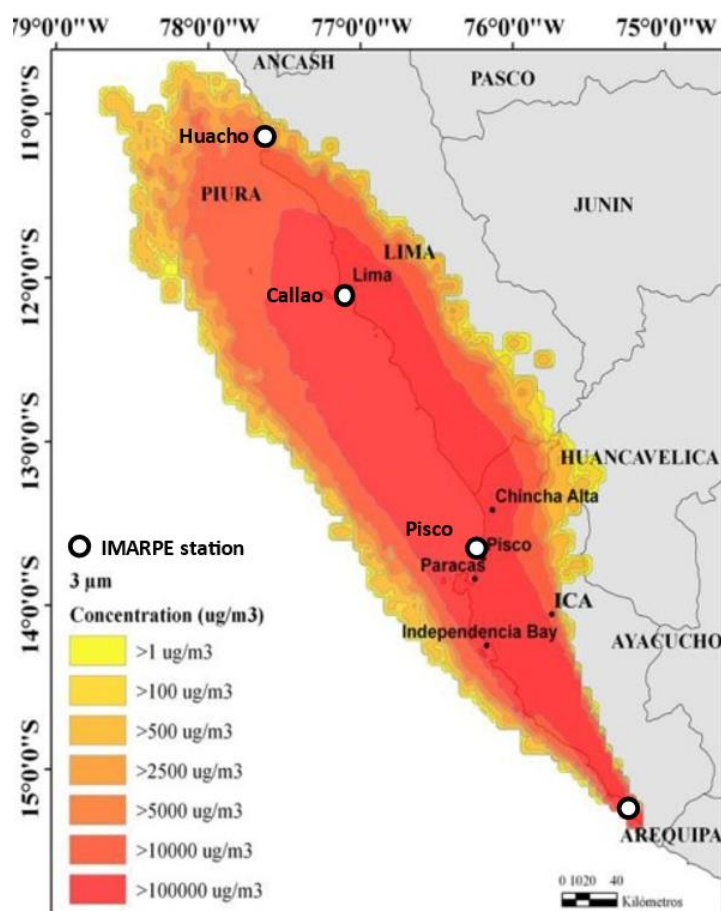 79°0'0"W 78°0'0"W 77°0'0"W 76°0'0"W 75°0'0"W
ANCASH
PASCO
11°0'0"S
Huacho
PIURA
JUNIN
LIMA
Lima
12°0'0"S
Callao
13°0'0"S
HUANCAVELICA
Chincha Alta
Pisco
Pisco
IMARPE station
Paracas
3 µm
14°0'0"S
ICA
Concentration (ug/m3)
Independencia Bay
AYACUCHO
>1 ug/m3
>100 ug/m3
>500 ug/m3
>2500 ug/m3
15°0'0"S
>5000 ug/m3
AREQUIPA
>10000 ug/m3
>100000 ug/m3
0 1020 40
Kilómetros